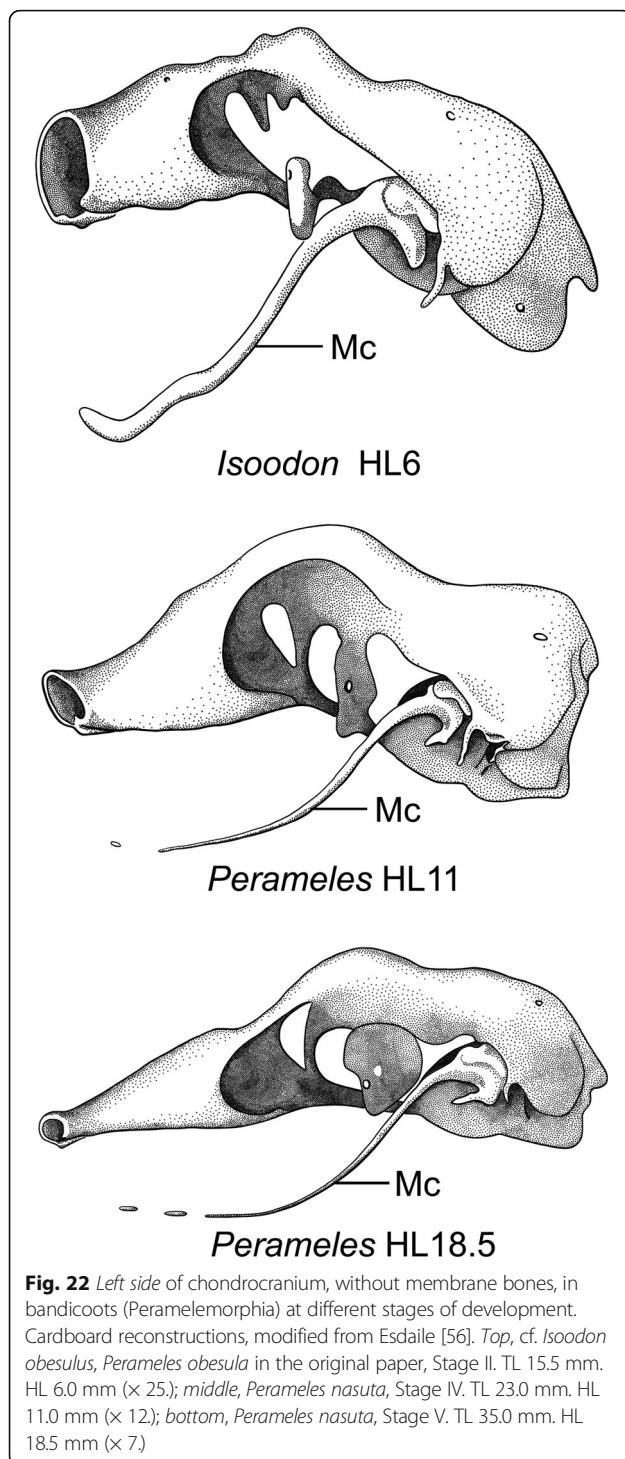 Mc
Isoodon HL6
Mc
Perameles HL11
Mc
Perameles HL18.5
Fig. 22 Left side of chondrocranium, without membrane bones, in
bandicoots (Peramelemorphia) at different stages of development.
Cardboard reconstructions, modified from Esdaile [56]. Top, cf. Isoodon
obesulus, Perameles obesula in the original paper, Stage II. TL 15.5 mm.
HL 6.0 mm (× 25.); middle, Perameles nasuta, Stage IV. TL 23.0 mm. HL
11.0 mm (× 12.); bottom, Perameles nasuta, Stage V. TL 35.0 mm. HL
18.5 mm (× 7.)